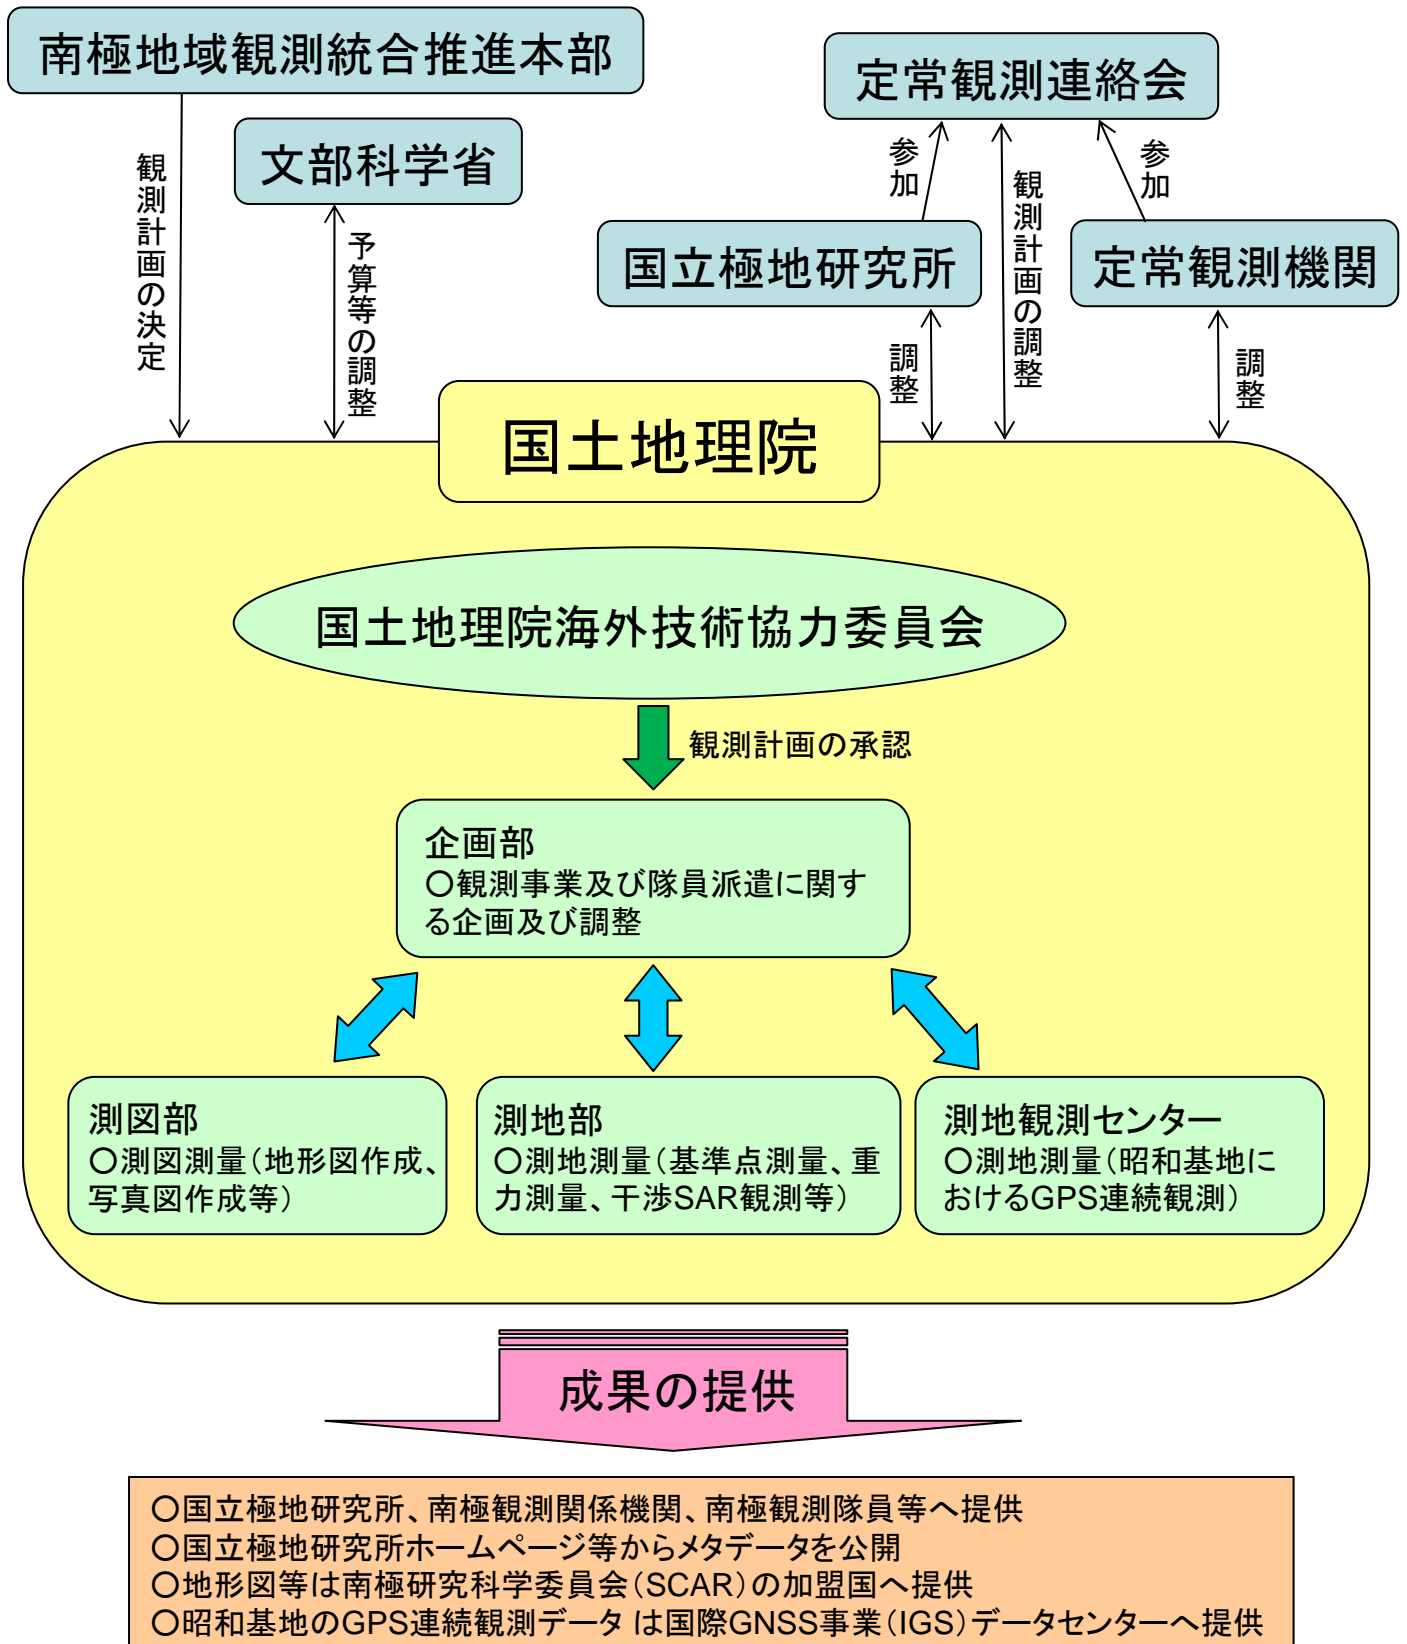 南極地域観測統合推進本部
定常観測連絡会
文部科学省
観測計画の決定
予算等の調整
参加
観測計画の調整
参加
国立極地研究所
定常観測機関
調整
調整
国土地理院
国土地理院海外技術協力委員会
観測計画の承認
企画部
〇観測事業及び隊員派遣に関す
る企画及び調整
測図部
〇測図測量（地形図作成、
写真図作成等）
測地部
〇測地測量（基準点測量、重
力測量、干渉SAR観測等）
測地観測センター
〇測地測量（昭和基地に
おけるGPS連続観測）
成果の提供
〇国立極地研究所、南極観測関係機関、南極観測隊員等へ提供
〇国立極地研究所ホームページ等からメタデータを公開
〇地形図等は南極研究科学委員会（SCAR）の加盟国へ提供
〇昭和基地のGPS連続観測データ は国際GNSS事業（IGS）データセンターへ提供